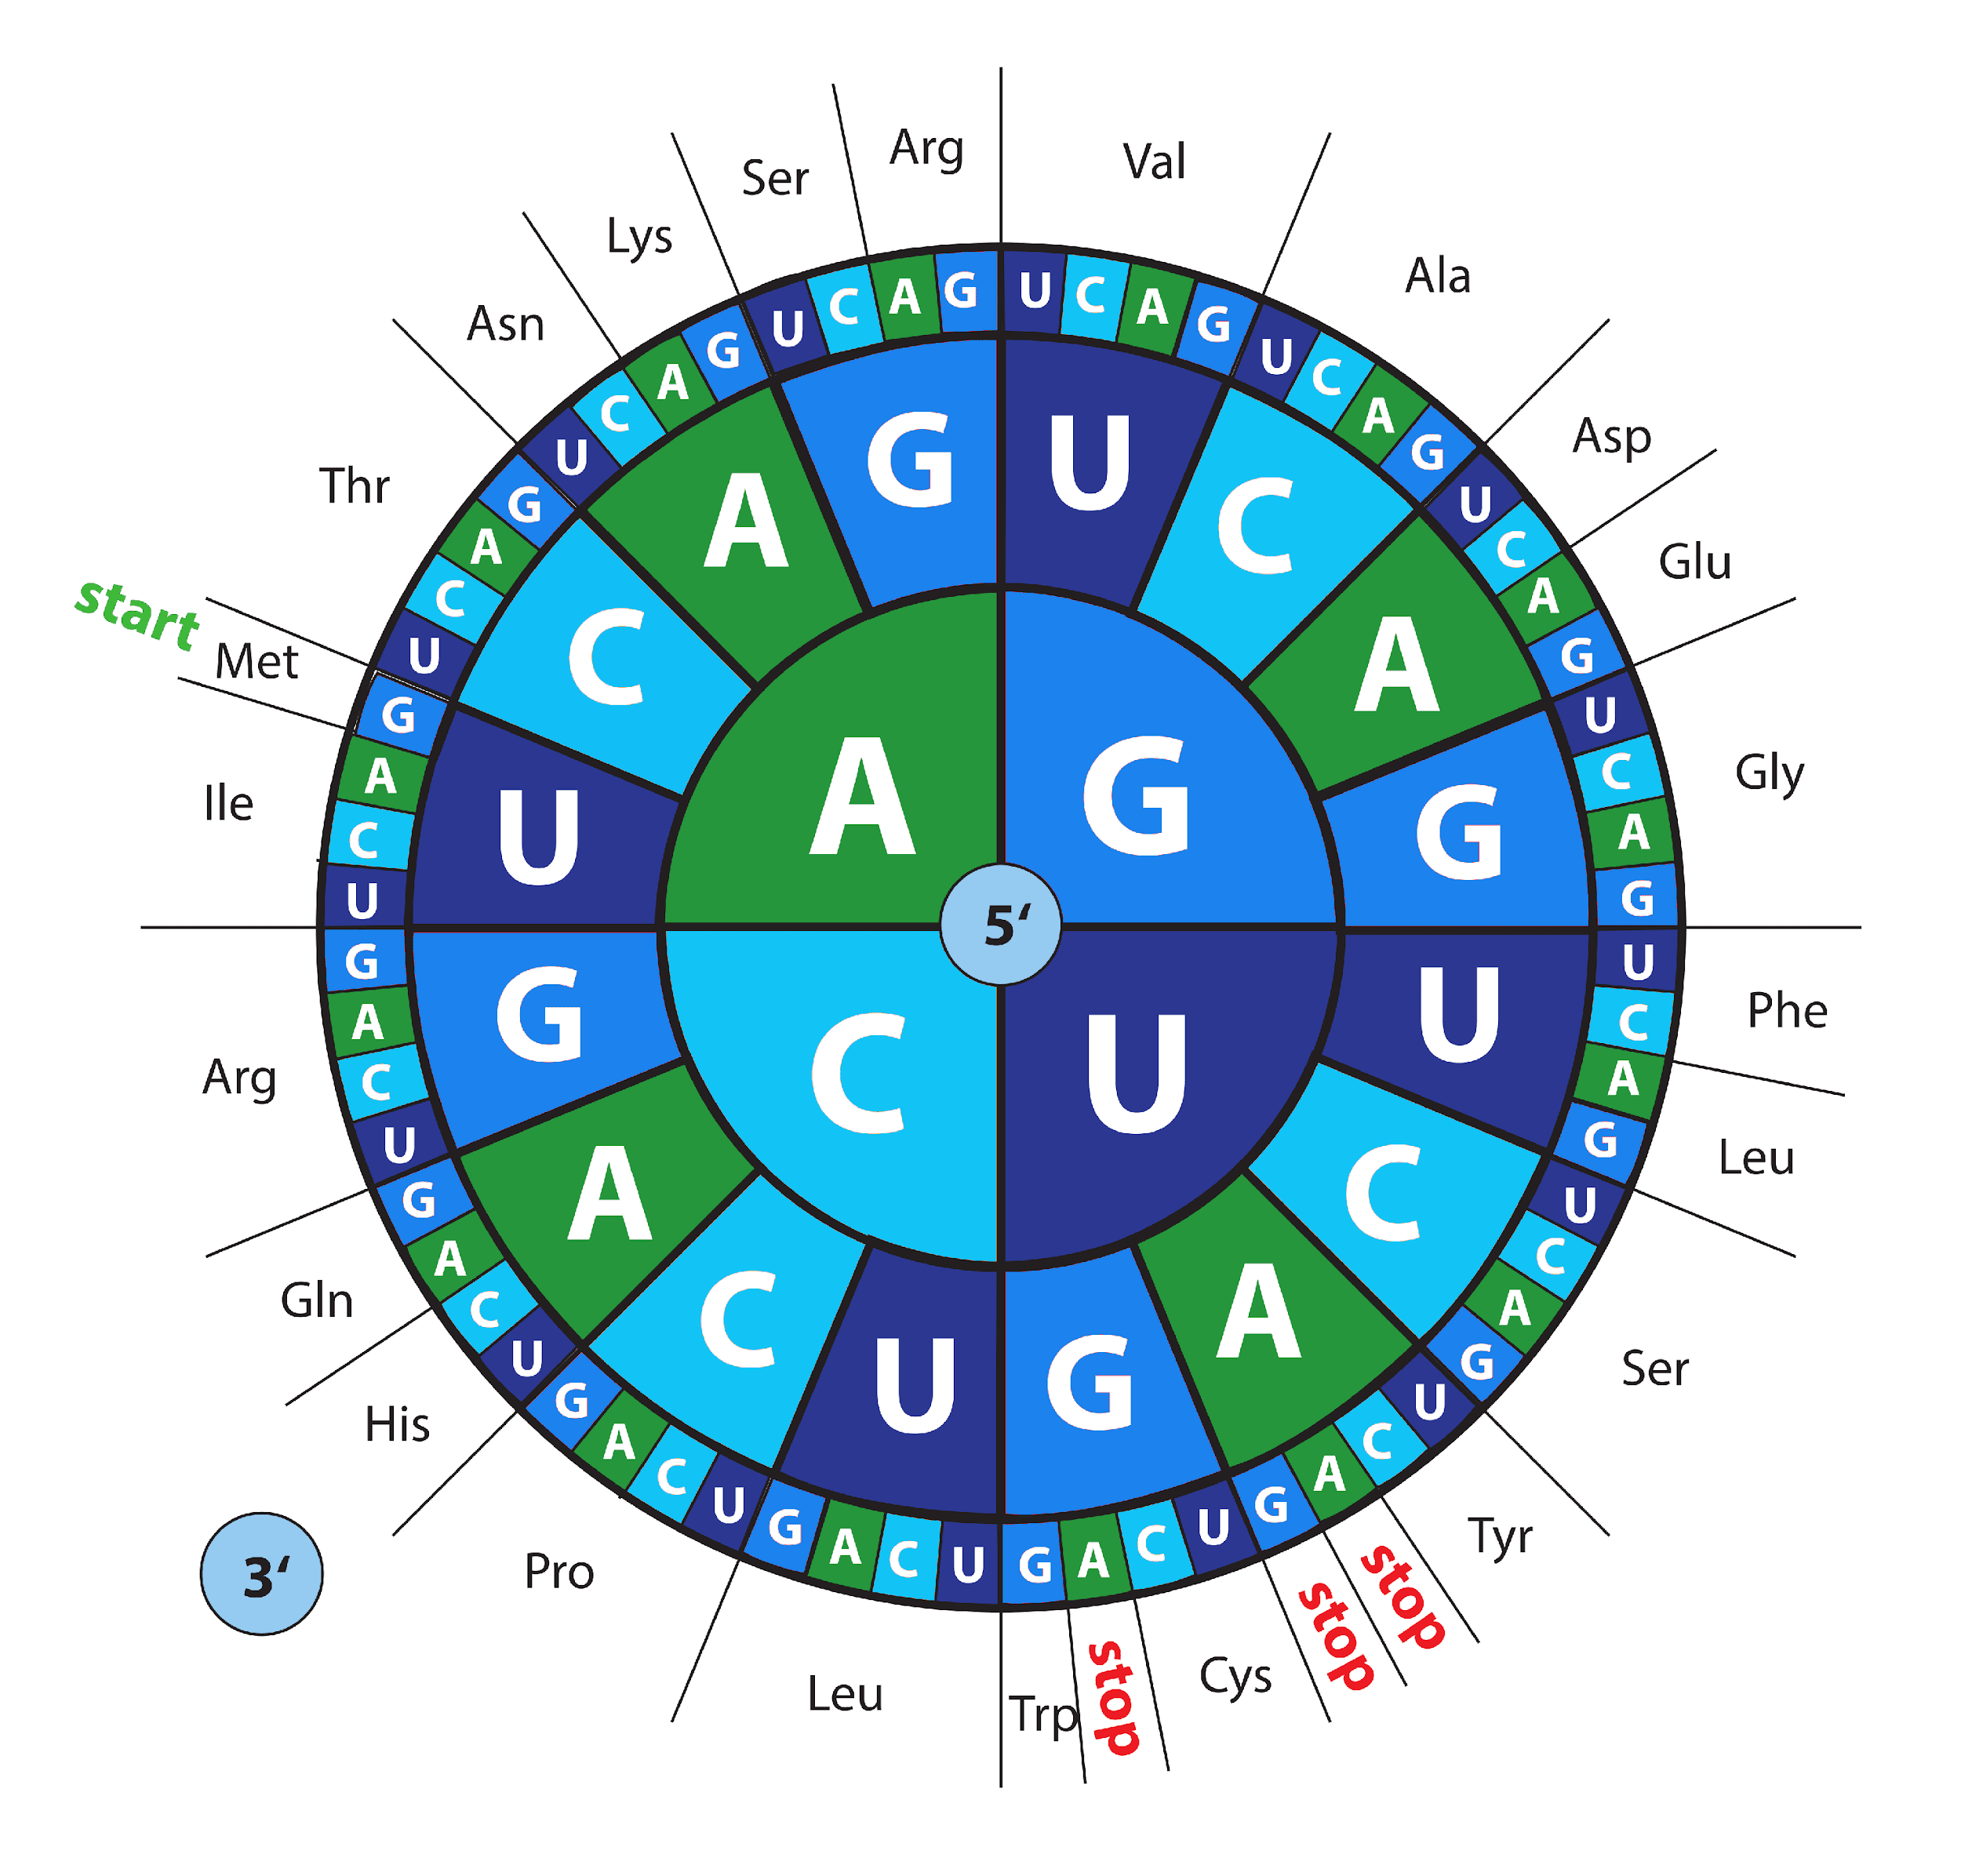 Arg
Val
Ser
Ala
Lys
Asn
Asp
Thr
Glu
start
Met
Gly
Ile
Phe
Arg
Leu
Gln
Ser
His
Tyr
Pro
stop
stop
Cys
Leu
Trp
stop
5‘
3‘
A
G
C
U
G
U
C
A
C
A
A
U
G
G
U
A
C
C
A
U
G
U
C
A
G
U
C
A
G
U
C
A
G
U
C
A
G
U
C
A
G
U
C
A
G
U
C
A
G
U
C
A
G
U
C
A
G
U
C
A
G
U
C
A
G
U
C
A
G
U
C
A
G
U
C
A
G
U
C
A
G
U
C
A
G